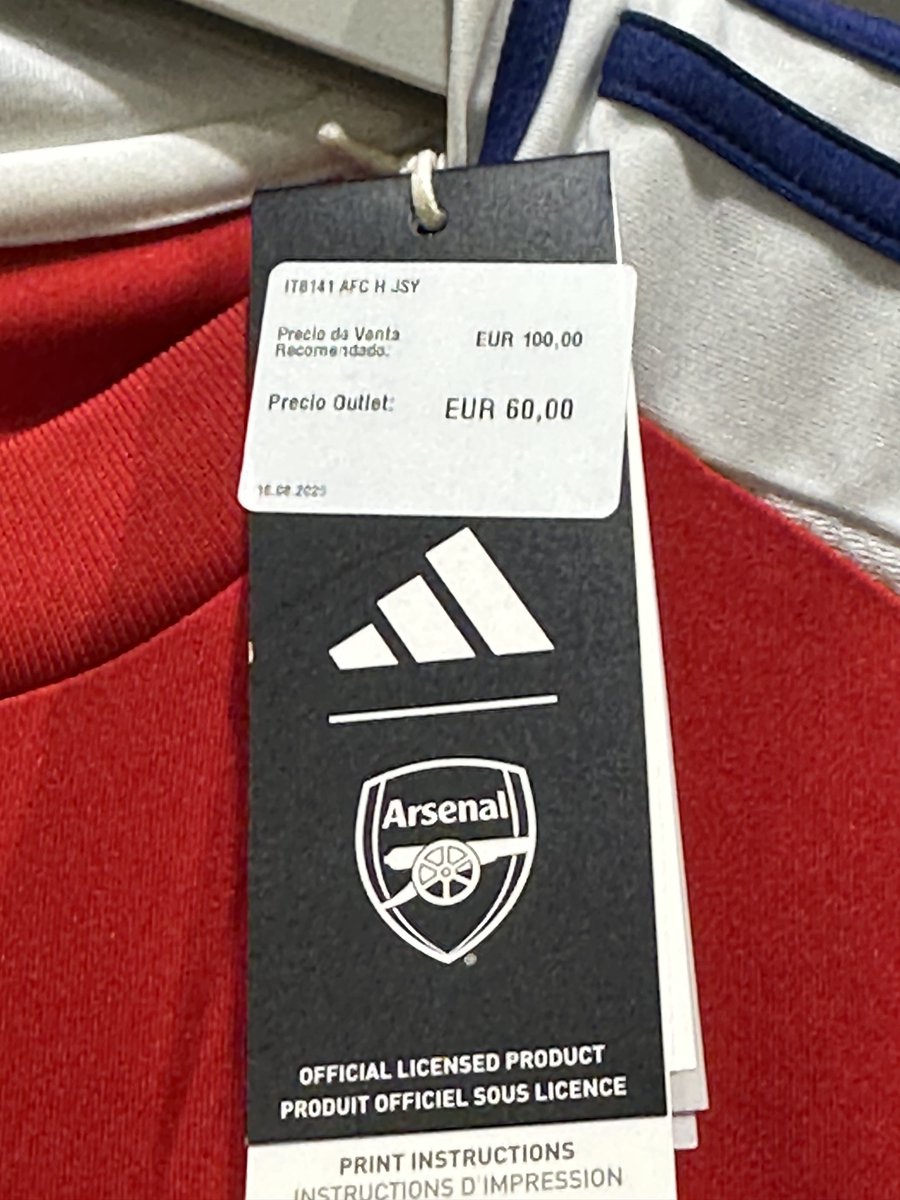 IT6141 AFC H JSY
Precio de Venta
Recomendado:
EUR 100,00
Precio Outlet:
EUR 60,00
Arsenal
®
OFFICIAL LICENSED PRODUCT
PRODUIT OFFICIEL SOUS LICENCE
PRINT INSTRUCTIONS
INSTRUCTIONS D'IMPRESSION